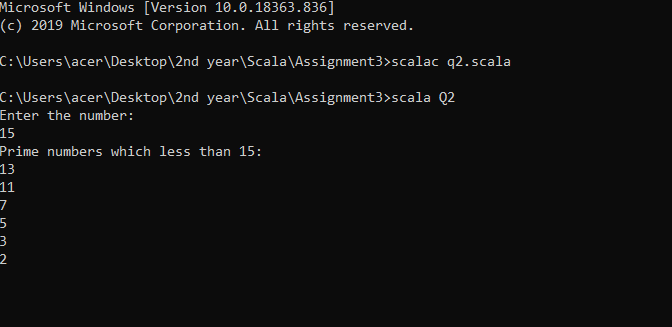 Microsoft Windows [Version 10.0.18363.836]
(c) 2019 Microsoft Corporation. All rights reserved.
C:\Users\acer\Desktop\2nd year\Scala\Assignment3>scalac q2.scala
C:\Users\acer\Desktop\2nd year\Scala\Assignment3>scala Q2
Enter the number:
15
Prime numbers which less than 15:
13
11
7
5
3
2